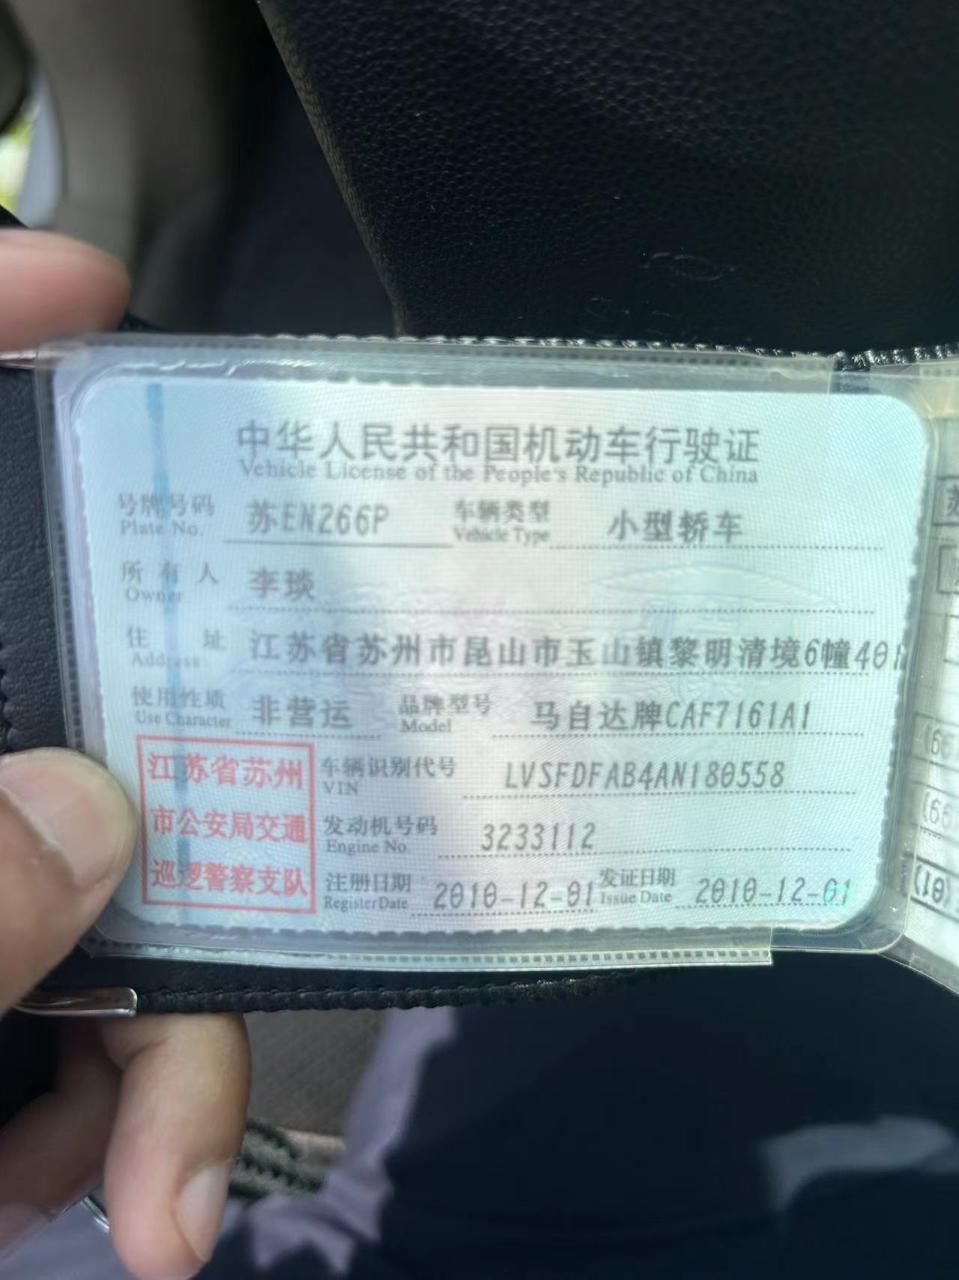 中华人民共和国机动车行驶证
Vehicle License of the People's Republic of China
号牌号码 苏EN266P 车辆类型 小型轿车
Plate No. Vehicle Type
所有人 李琰
Owner
住址 江苏省苏州市昆山市玉山镇黎明清境6幢401
Address
使用性质 非营运 品牌型号 马自达牌CAF7161A1
Use Character Model
江苏省苏州
市公安局交通
巡逻警察支队
车辆识别代号 LVSFDFAB4AN180558
VIN
发动机号码 3233112
Engine No.
注册日期 2010-12-01 发证日期 2010-12-01
Register Date Issue Date